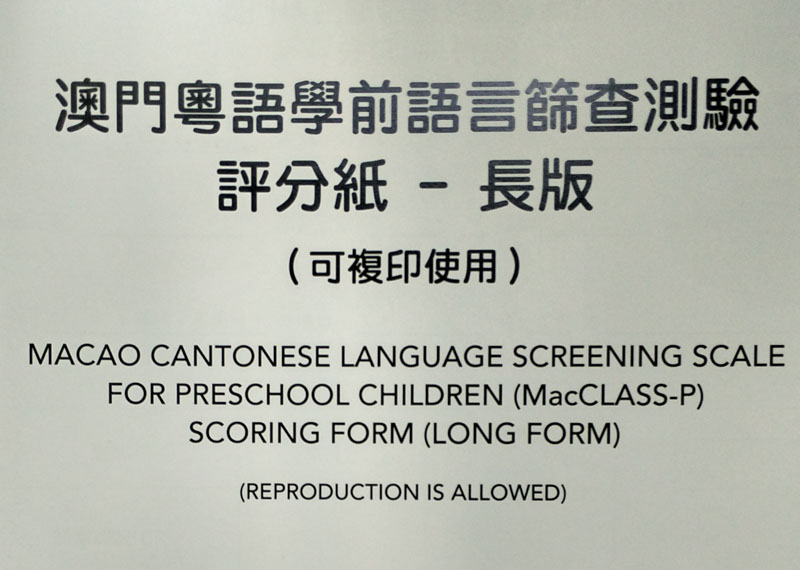 澳門粵語學前語言篩查測驗
評分紙 – 長版
（可複印使用）
MACAO CANTONESE LANGUAGE SCREENING SCALE
FOR PRESCHOOL CHILDREN (MacCLASS-P)
SCORING FORM (LONG FORM)
(REPRODUCTION IS ALLOWED)